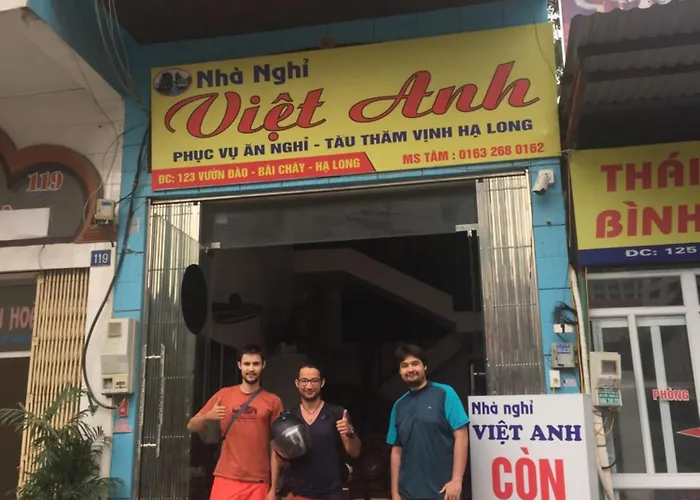 Nhà Nghỉ
Việt Anh
PHỤC VỤ ĂN NGHỈ - TÀU THĂM VỊNH HẠ LONG
ĐC: 123 VƯỜN ĐÀO - BÃI CHÁY - HẠ LONG
MS TÂM : 0163 268 0162
119
119
THÁI
BÌNH
ĐC: 125
PHÒNG
Nhà nghỉ
VIỆT ANH
CÒN